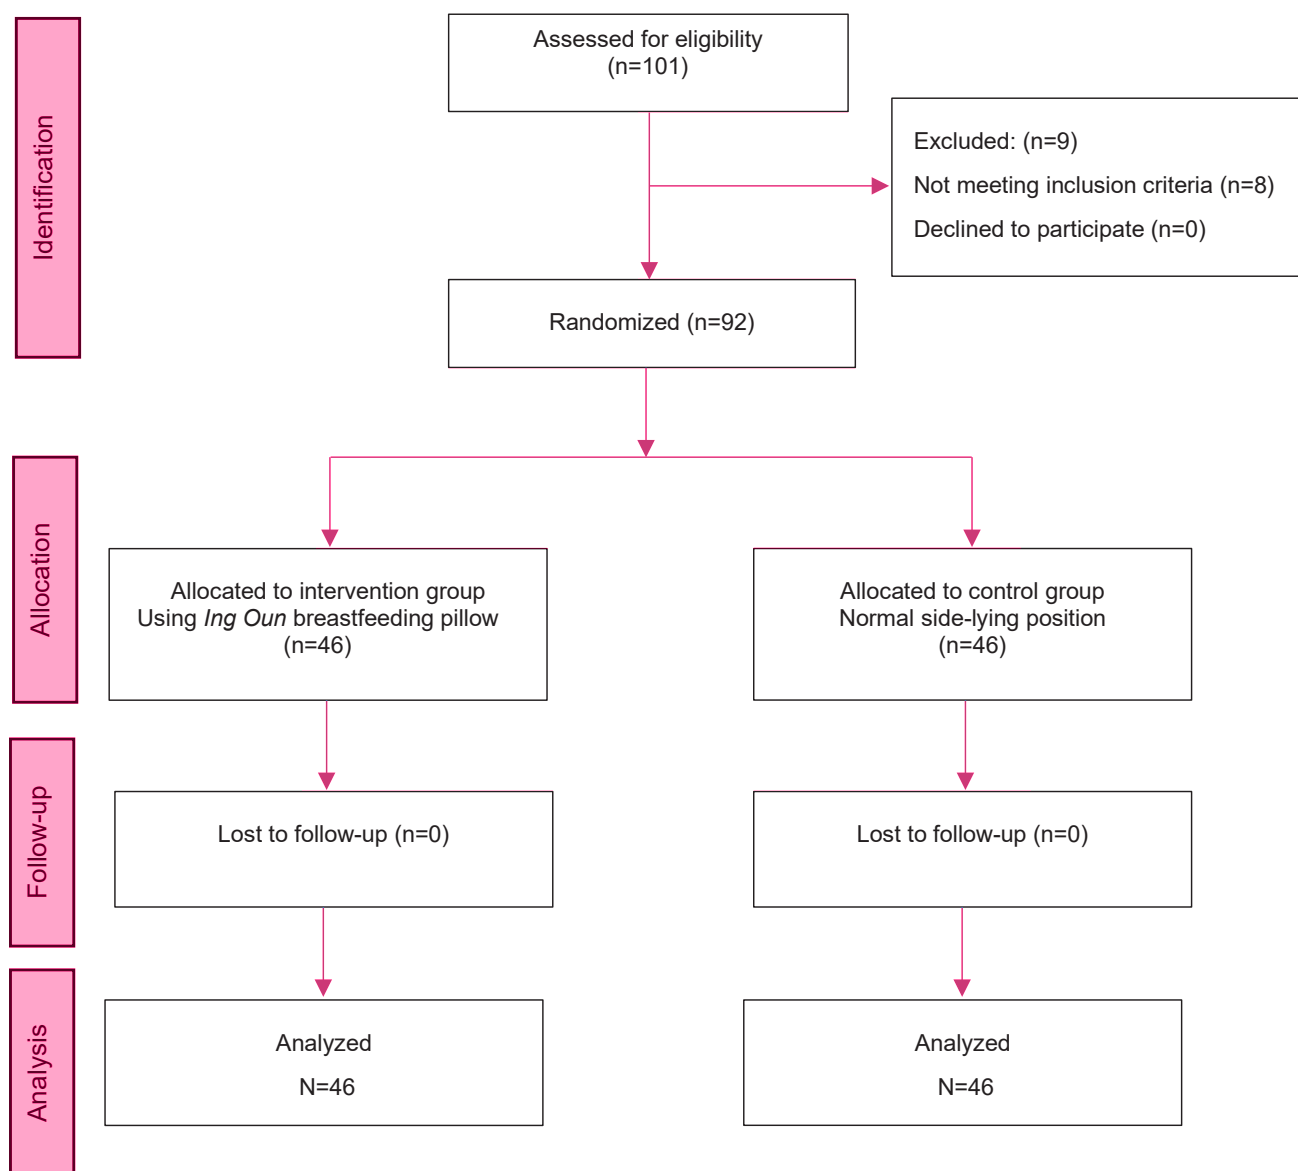 Identification
Assessed for eligibility
(n=101)
Excluded: (n=9)
Not meeting inclusion criteria (n=8)
Declined to participate (n=0)
Randomized (n=92)
Allocation
Allocated to intervention group
Using Ing Oun breastfeeding pillow
(n=46)
Allocated to control group
Normal side-lying position
(n=46)
Follow-up
Lost to follow-up (n=0)
Lost to follow-up (n=0)
Analysis
Analyzed
N=46
Analyzed
N=46